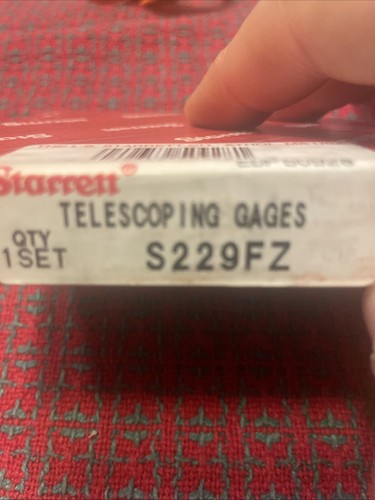 Starrett®
TELESCOPING GAGES
QTY
1 SET
S229FZ